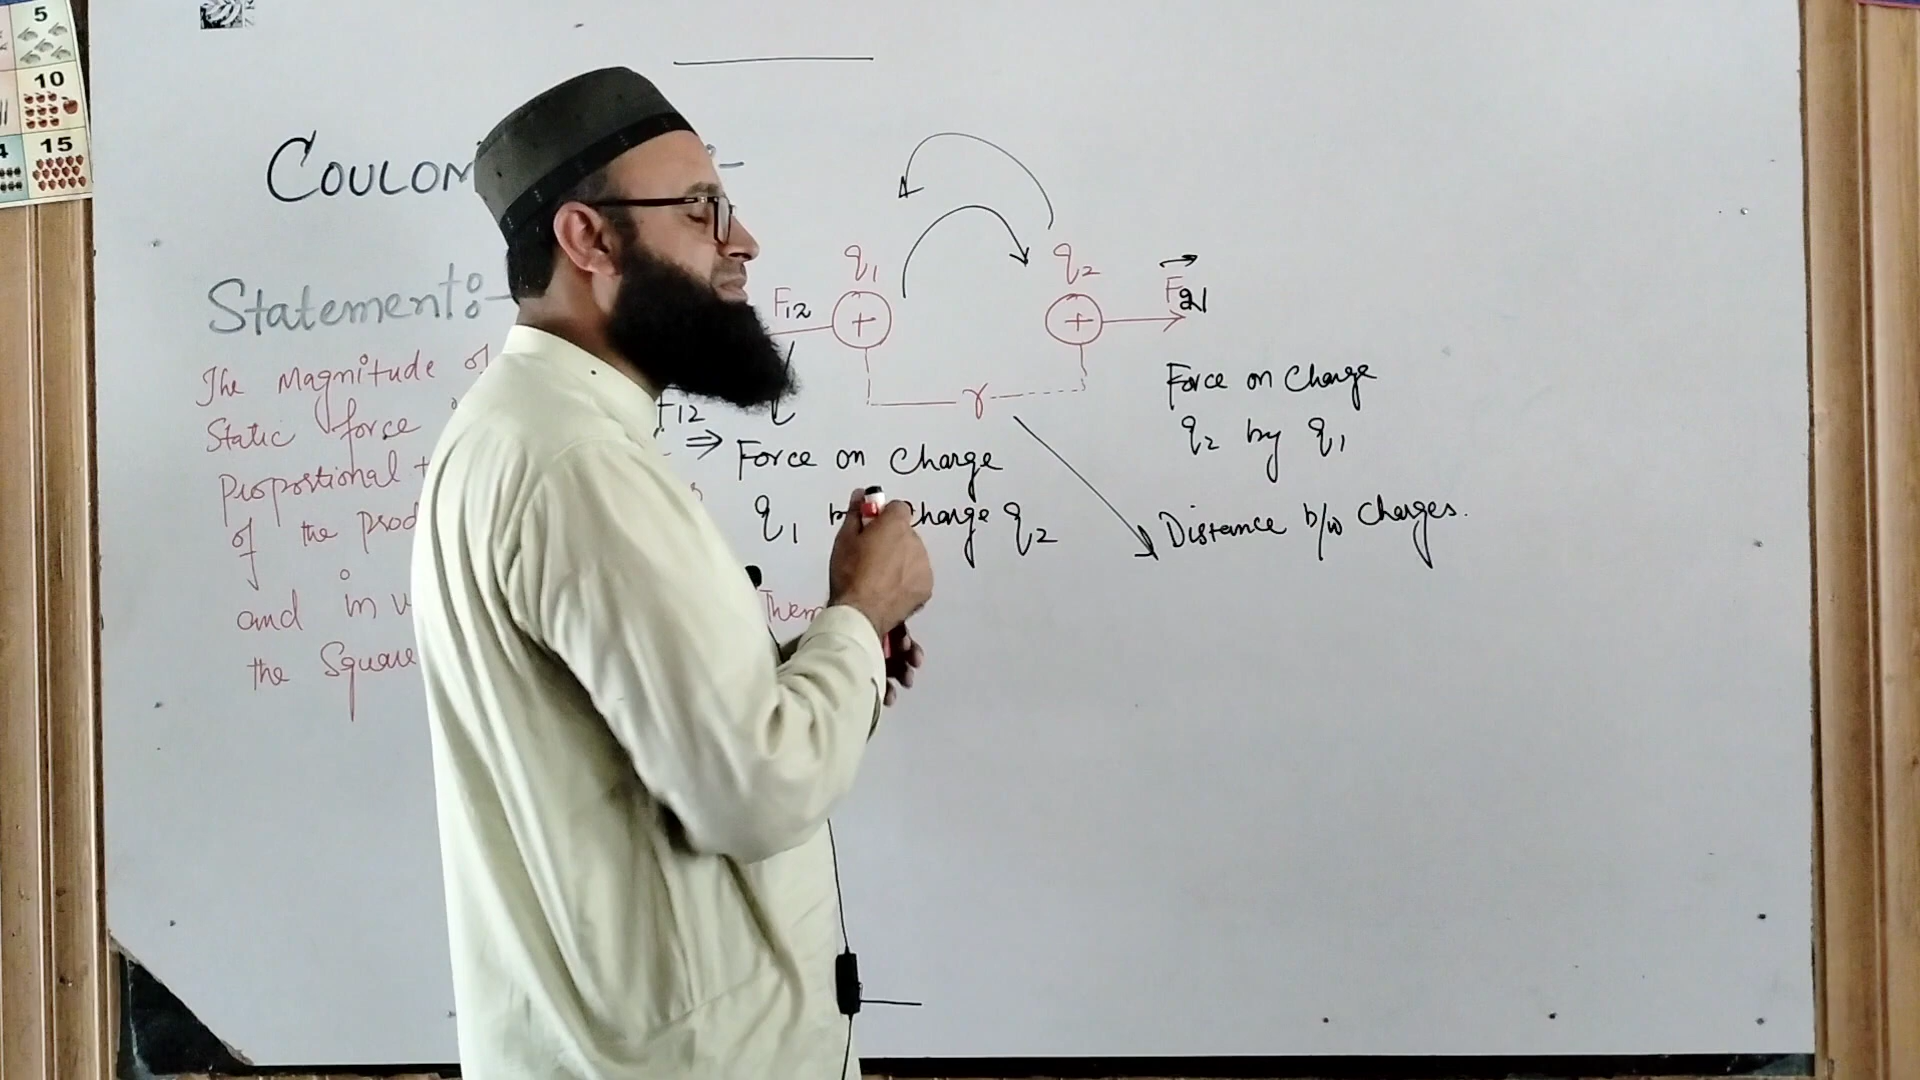 5
10
4 15
COULOM
Statement:-
The Magnitude of
Static force
Proportional
of the prod
and in v
the Square
Them
q1
q2
F12
F21
r
F12
⇒ Force on Charge
q1 by Charge q2
Force on Charge
q2 by q1
Distance b/w Charges.